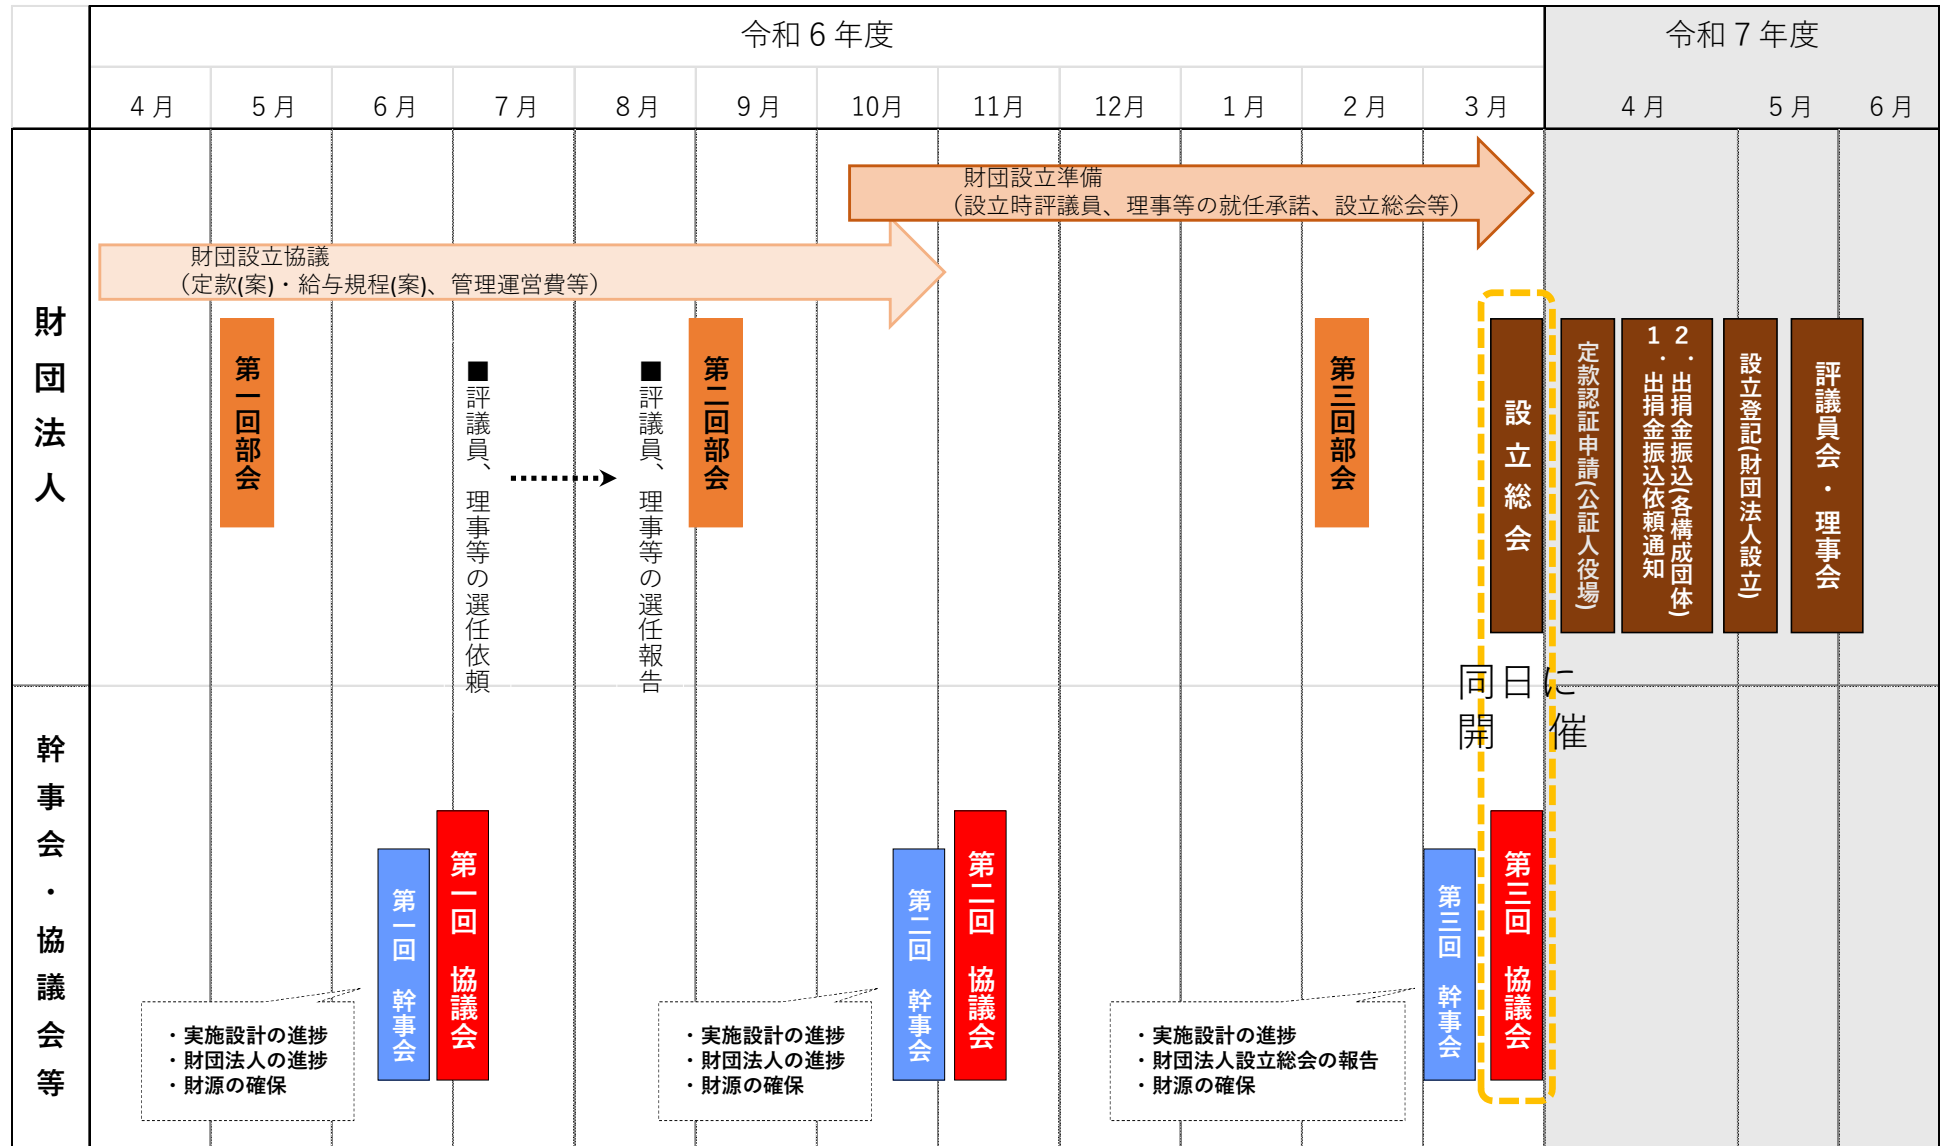 令和６年度
令和７年度
４月
５月
６月
７月
８月
９月
10月
11月
12月
１月
２月
３月
４月
５月
６月
財団法人
財団設立準備
（設立時評議員、理事等の就任承諾、設立総会等）
財団設立協議
（定款(案)・給与規程(案)、管理運営費等）
第一回部会
■評議員、理事等の選任依頼
■評議員、理事等の選任報告
第二回部会
第三回部会
設立総会
定款認証申請(公証人役場)
１．出捐金振込依頼通知
２．出捐金振込(各構成団体)
設立登記(財団法人設立)
評議員会・理事会
同日に
開　催
幹事会・協議会等
第一回　幹事会
第一回　協議会
・実施設計の進捗
・財団法人の進捗
・財源の確保
第二回　幹事会
第二回　協議会
・実施設計の進捗
・財団法人の進捗
・財源の確保
第三回　幹事会
第三回　協議会
・実施設計の進捗
・財団法人設立総会の報告
・財源の確保